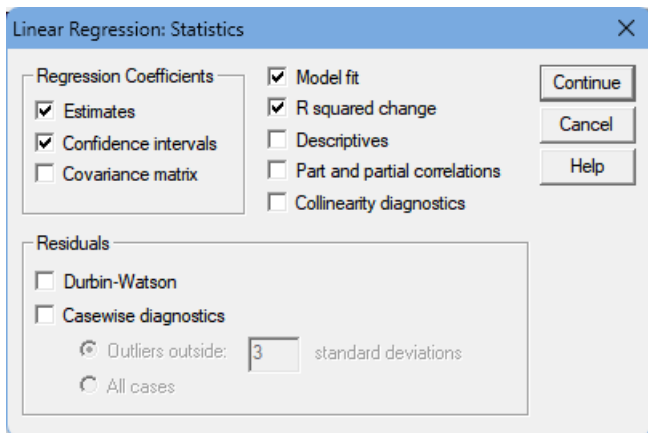 Linear Regression: Statistics
Regression Coefficients
Estimates
Confidence intervals
Covariance matrix
Model fit
R squared change
Descriptives
Part and partial correlations
Collinearity diagnostics
Continue
Cancel
Help
Residuals
Durbin-Watson
Casewise diagnostics
Outliers outside: 3 standard deviations
All cases